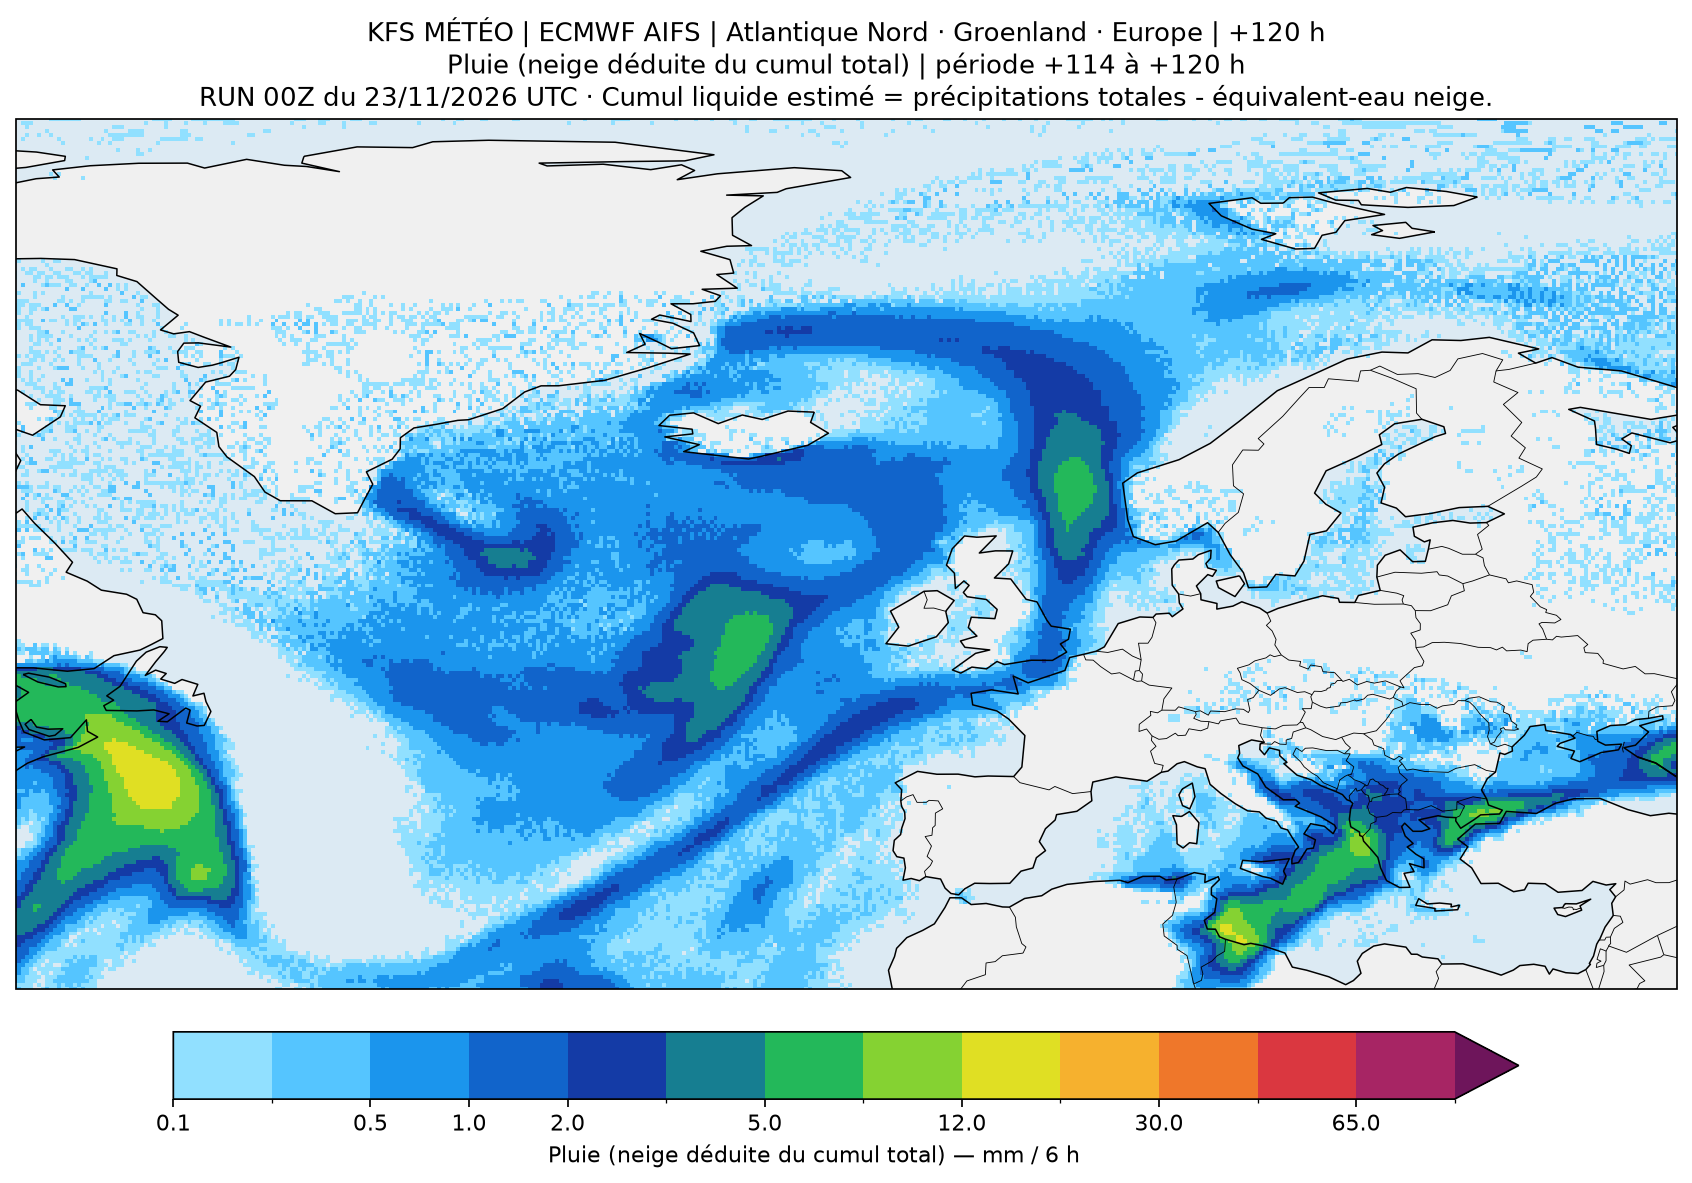 KFS MÉTÉO | ECMWF AIFS | Atlantique Nord · Groenland · Europe | +120 h
Pluie (neige déduite du cumul total) | période +114 à +120 h
RUN 00Z du 23/11/2026 UTC · Cumul liquide estimé = précipitations totales - équivalent-eau neige.
0.1 0.5 1.0 2.0 5.0 12.0 30.0 65.0
Pluie (neige déduite du cumul total) — mm / 6 h